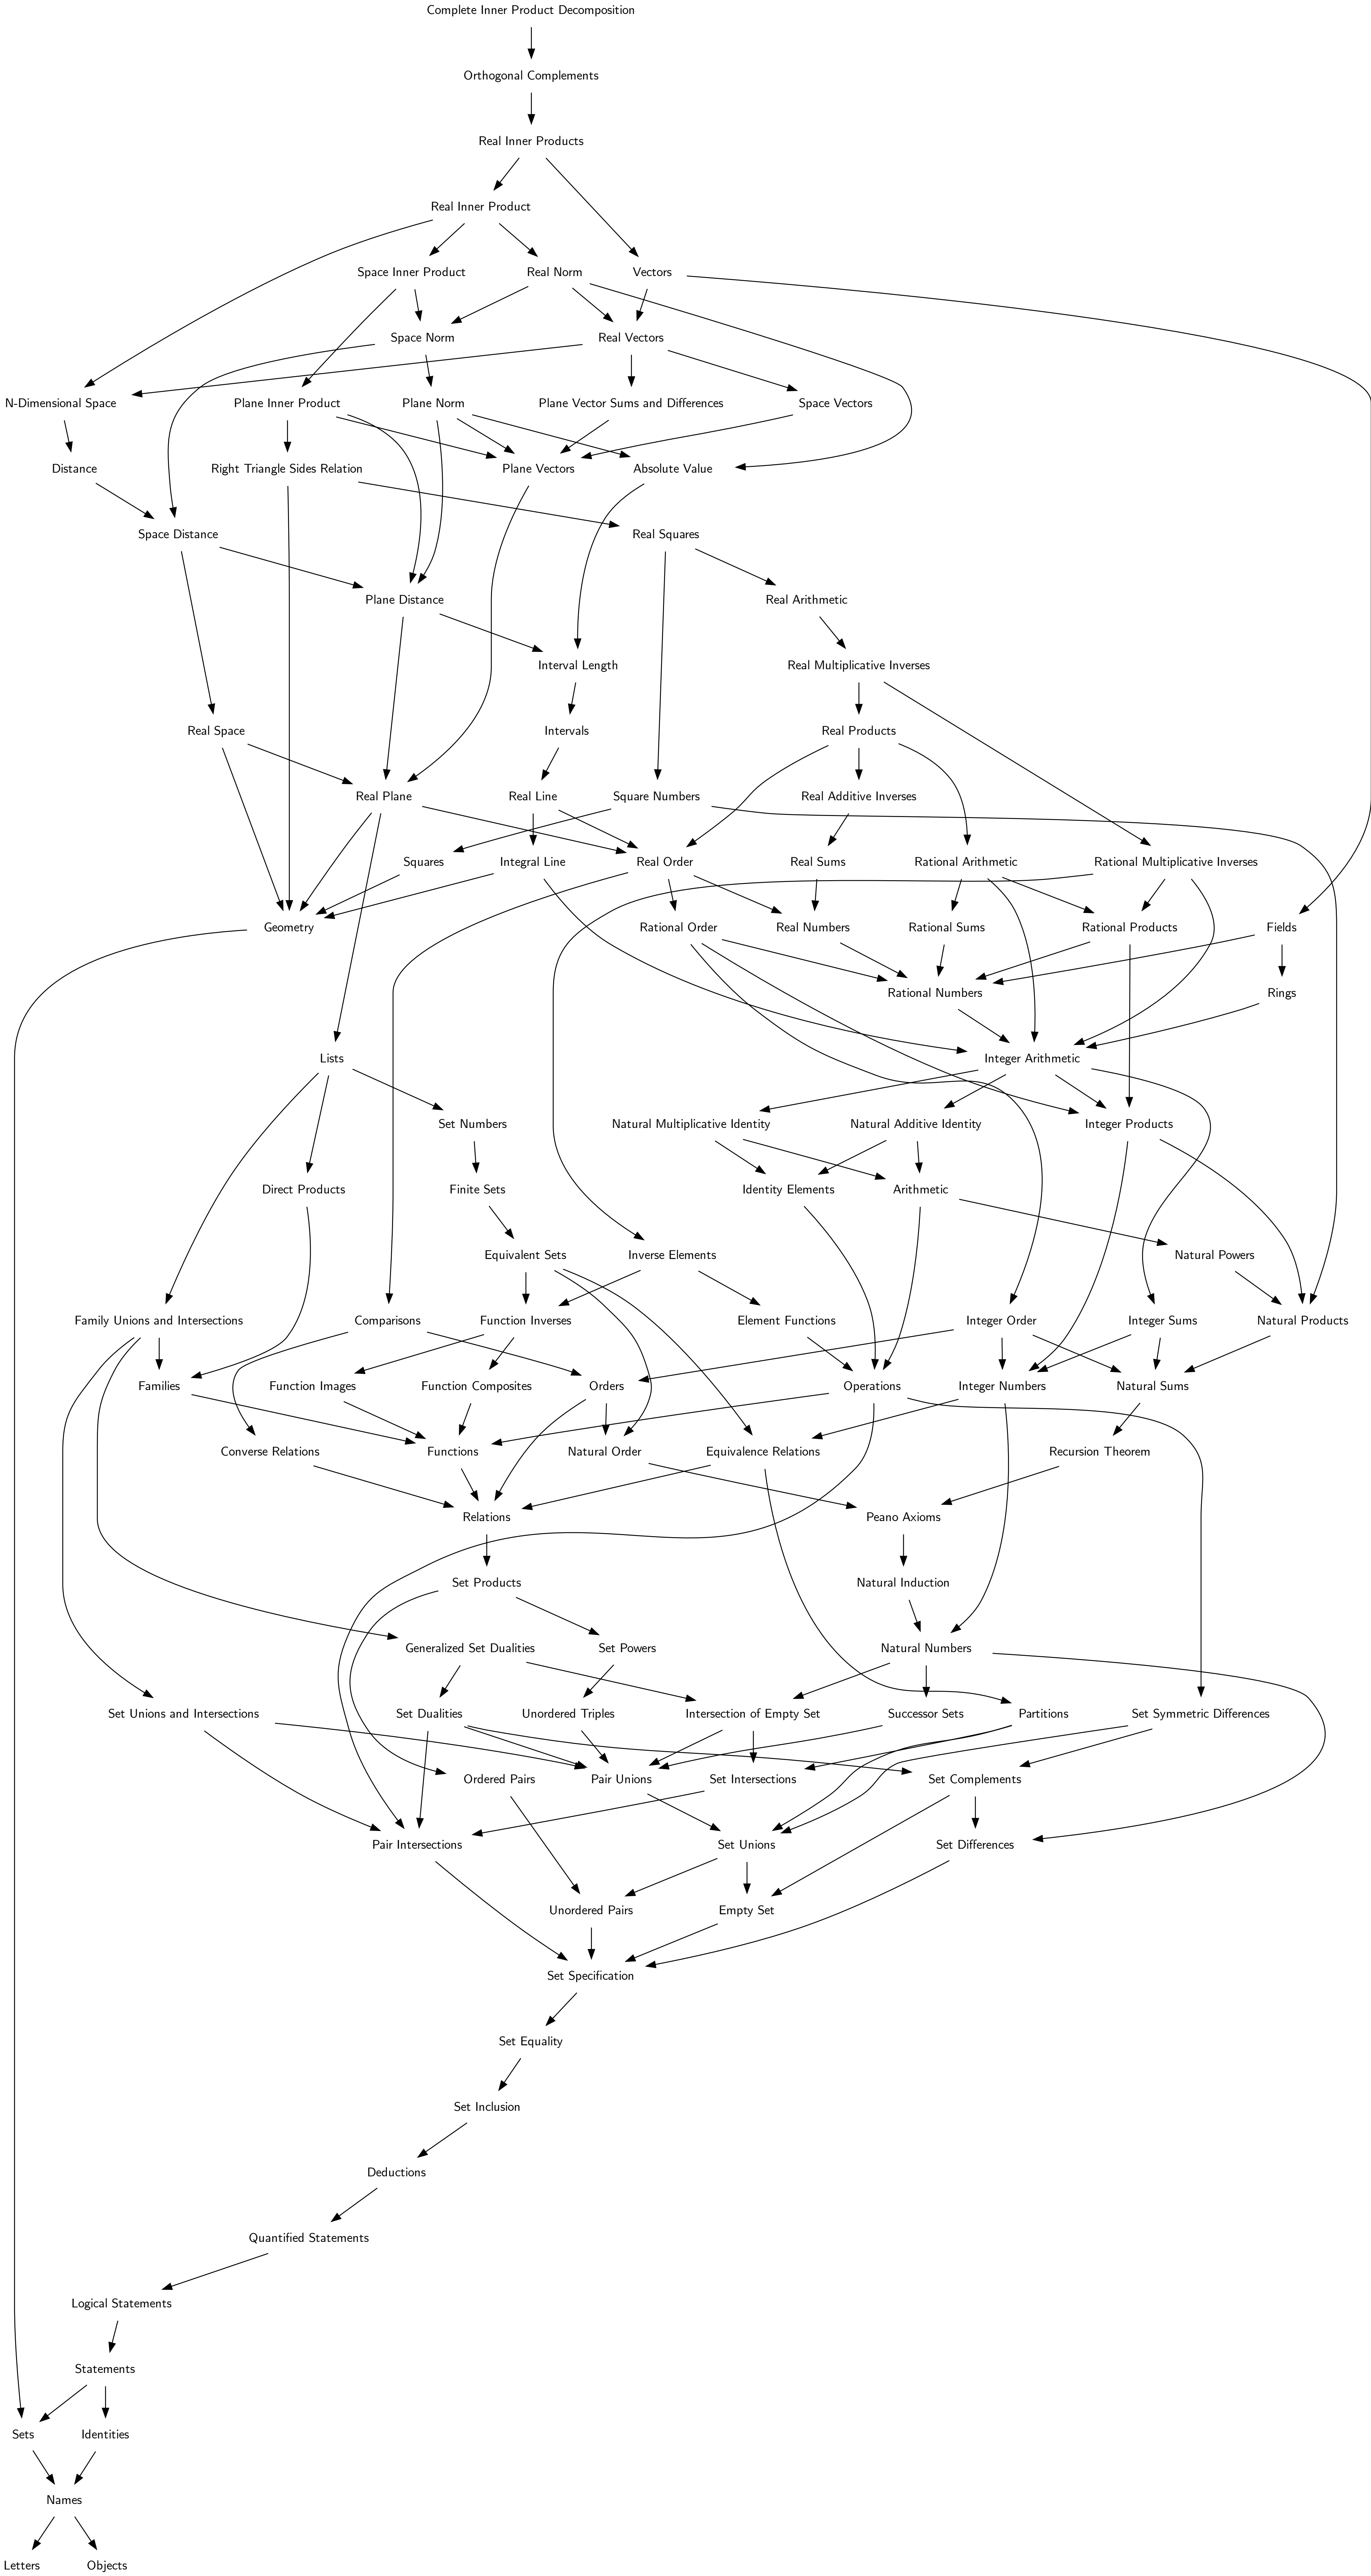 Complete Inner Product Decomposition
Orthogonal Complements
Real Inner Products
Real Inner Product
Space Inner Product
Real Norm
Vectors
Space Norm
Real Vectors
N-Dimensional Space
Plane Inner Product
Plane Norm
Plane Vector Sums and Differences
Space Vectors
Distance
Right Triangle Sides Relation
Plane Vectors
Absolute Value
Space Distance
Real Squares
Plane Distance
Real Arithmetic
Interval Length
Real Multiplicative Inverses
Real Space
Intervals
Real Products
Real Plane
Real Line
Square Numbers
Real Additive Inverses
Squares
Integral Line
Real Order
Real Sums
Rational Arithmetic
Rational Multiplicative Inverses
Geometry
Rational Order
Real Numbers
Rational Sums
Rational Products
Fields
Rational Numbers
Rings
Lists
Integer Arithmetic
Set Numbers
Natural Multiplicative Identity
Natural Additive Identity
Integer Products
Direct Products
Finite Sets
Identity Elements
Arithmetic
Equivalent Sets
Inverse Elements
Natural Powers
Family Unions and Intersections
Comparisons
Function Inverses
Element Functions
Integer Order
Integer Sums
Natural Products
Families
Function Images
Function Composites
Orders
Operations
Integer Numbers
Natural Sums
Converse Relations
Functions
Natural Order
Equivalence Relations
Recursion Theorem
Relations
Peano Axioms
Set Products
Natural Induction
Generalized Set Dualities
Set Powers
Natural Numbers
Set Unions and Intersections
Set Dualities
Unordered Triples
Intersection of Empty Set
Successor Sets
Partitions
Set Symmetric Differences
Ordered Pairs
Pair Unions
Set Intersections
Set Complements
Pair Intersections
Set Unions
Set Differences
Unordered Pairs
Empty Set
Set Specification
Set Equality
Set Inclusion
Deductions
Quantified Statements
Logical Statements
Statements
Sets
Identities
Names
Letters
Objects